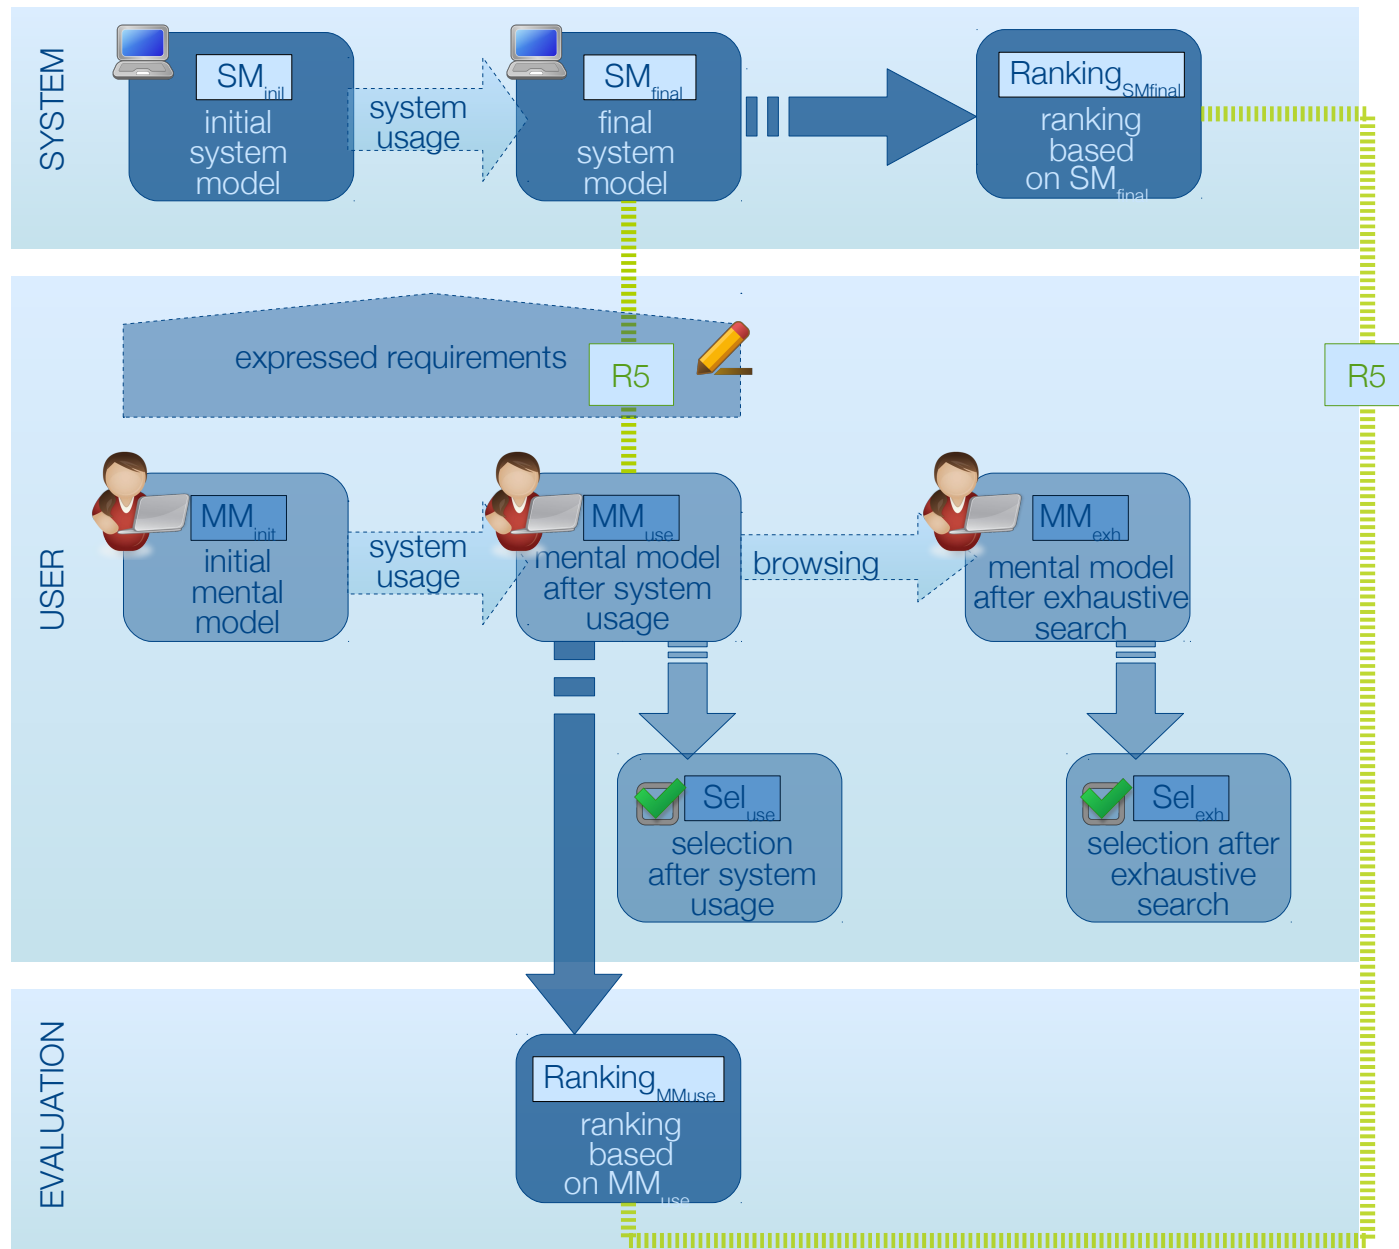 SYSTEM
SMinil
initial
system
model
system
usage
SMfinal
final
system
model
RankingSMfinal
ranking
based
on SMfinal
USER
expressed requirements
R5
R5
MMinit
initial
mental
model
system
usage
MMuse
mental model
after system
usage
browsing
MMexh
mental model
after exhaustive
search
Seluse
selection
after system
usage
Selexh
selection after
exhaustive
search
EVALUATION
RankingMMuse
ranking
based
on MMuse